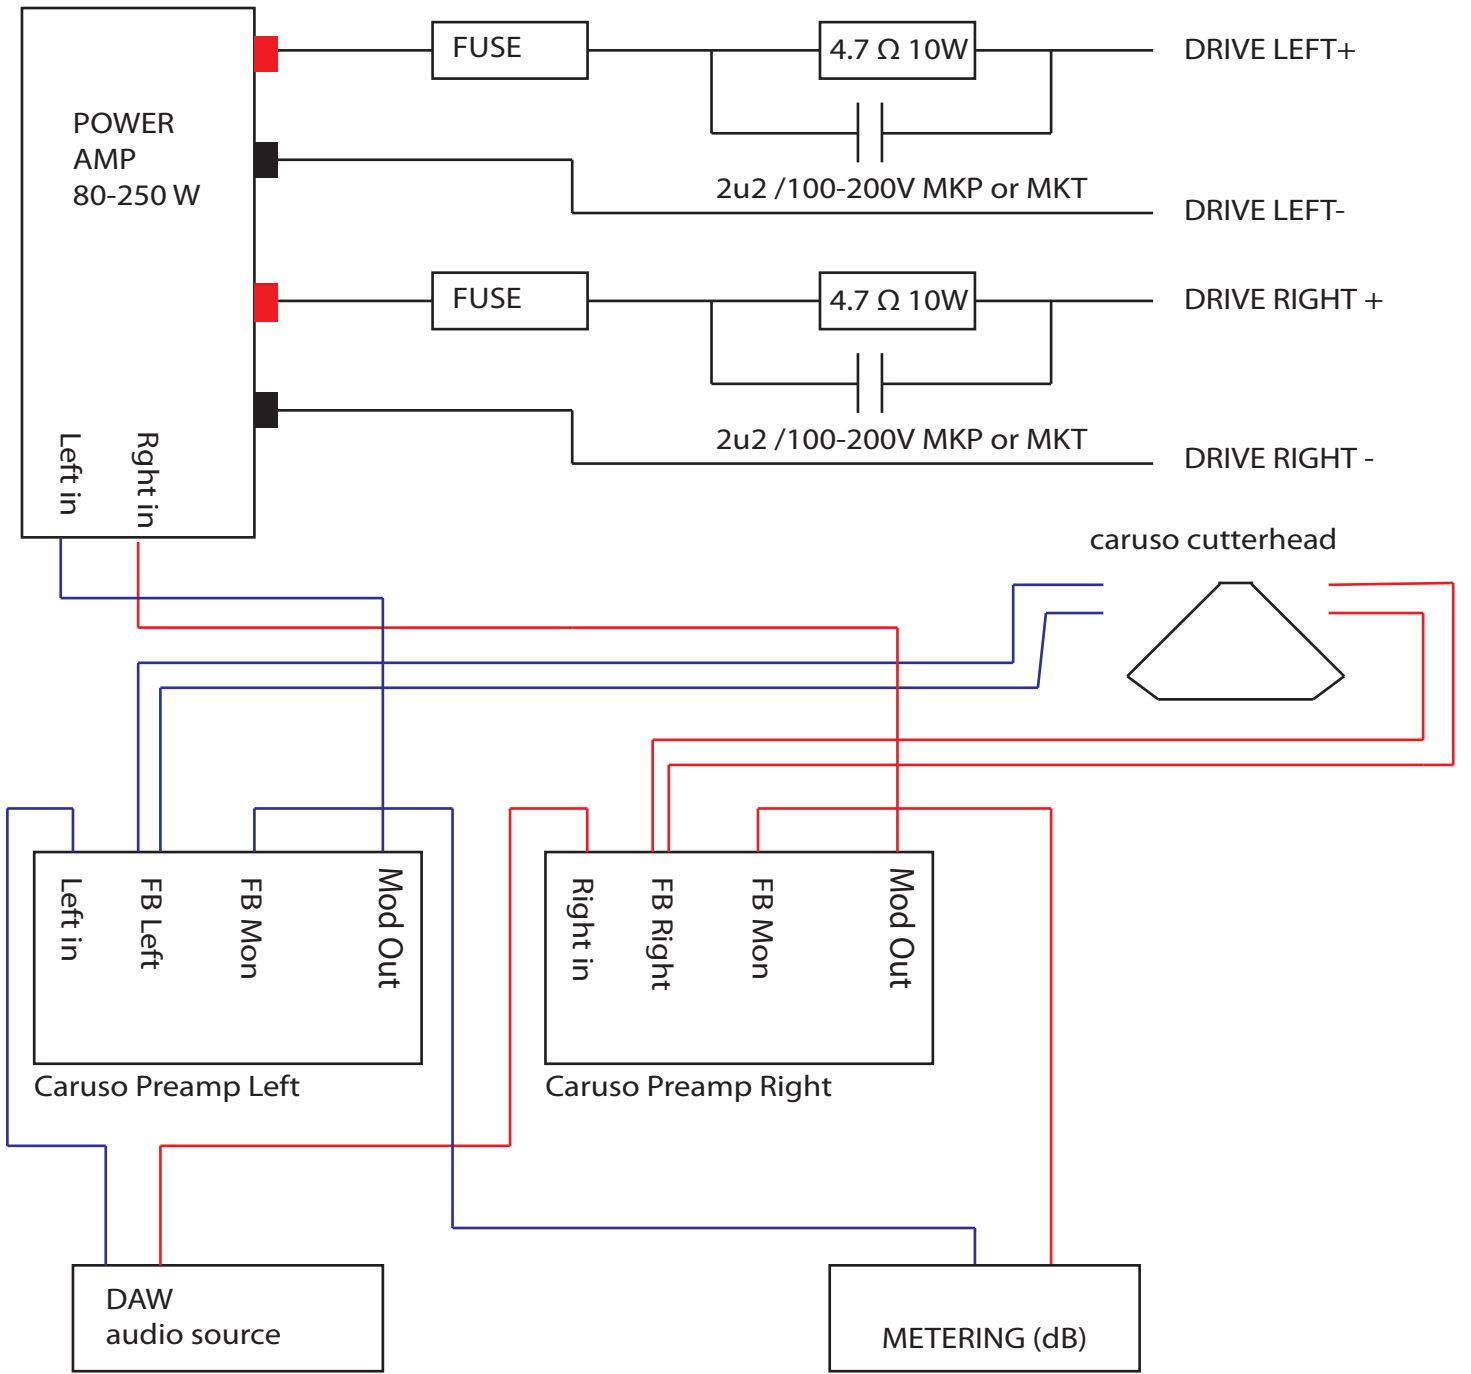 FUSE
4.7 Ω 10W
DRIVE LEFT+
POWER
AMP
80-250 W
2u2 /100-200V MKP or MKT
DRIVE LEFT-
FUSE
4.7 Ω 10W
DRIVE RIGHT +
2u2 /100-200V MKP or MKT
DRIVE RIGHT -
Left in
Rght in
caruso cutterhead
Left in
FB Left
FB Mon
Mod Out
Right in
FB Right
FB Mon
Mod Out
Caruso Preamp Left
Caruso Preamp Right
DAW
audio source
METERING (dB)